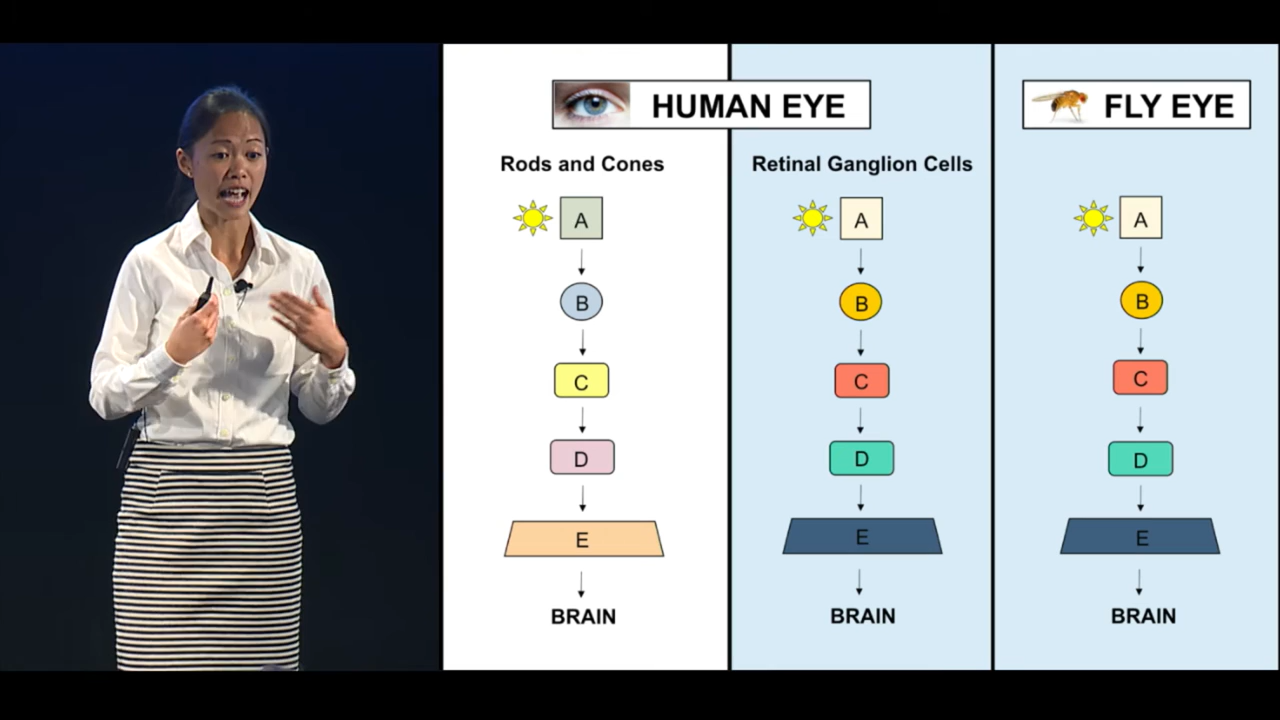 HUMAN EYE
FLY EYE
Rods and Cones
Retinal Ganglion Cells
A
B
C
D
E
BRAIN
A
B
C
D
E
BRAIN
A
B
C
D
E
BRAIN